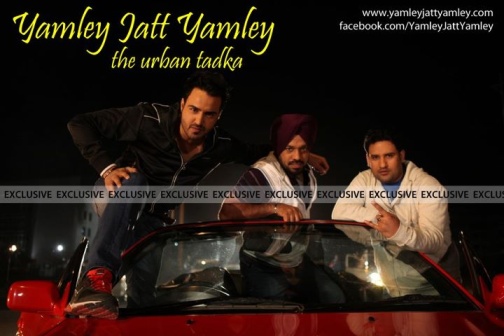 Yamley Jatt Yamley
the urban tadka
www.yamleyjattyamley.com
facebook.com/YamleyJattYamley
EXCLUSIVE EXCLUSIVE EXCLUSIVE EXCLUSIVE EXCLUSIVE EXCLUSIVE EXCLUSIVE EXCLUSIVE EXCLUSIVE EXCLUSIVE